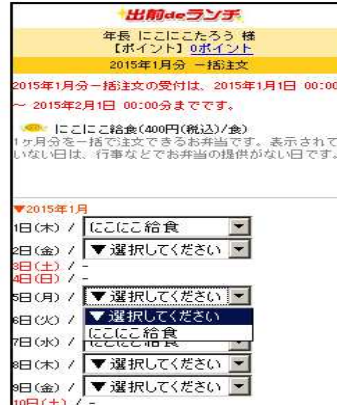 出前deランチ
年長 にこにこたろう 様
【ポイント】0ポイント
2015年1月分 一括注文
2015年1月分一括注文の受付は、2015年1月1日 00:00
～ 2015年2月1日 00:00分までです。
にこにこ給食(400円(税込)/食)
1ヶ月分を一括で注文できるお弁当です。表示されて
いない日は、行事などでお弁当の提供がない日です。
▼2015年1月
1日(木) / にこにこ給食
2日(金) / ▼選択してください
3日(土) / -
4日(日) / -
5日(月) / ▼選択してください
6日(火) / ▼選択してください
にこにこ給食
7日(水) / にこにこ給食
8日(木) / ▼選択してください
9日(金) / ▼選択してください
10日(土) / -